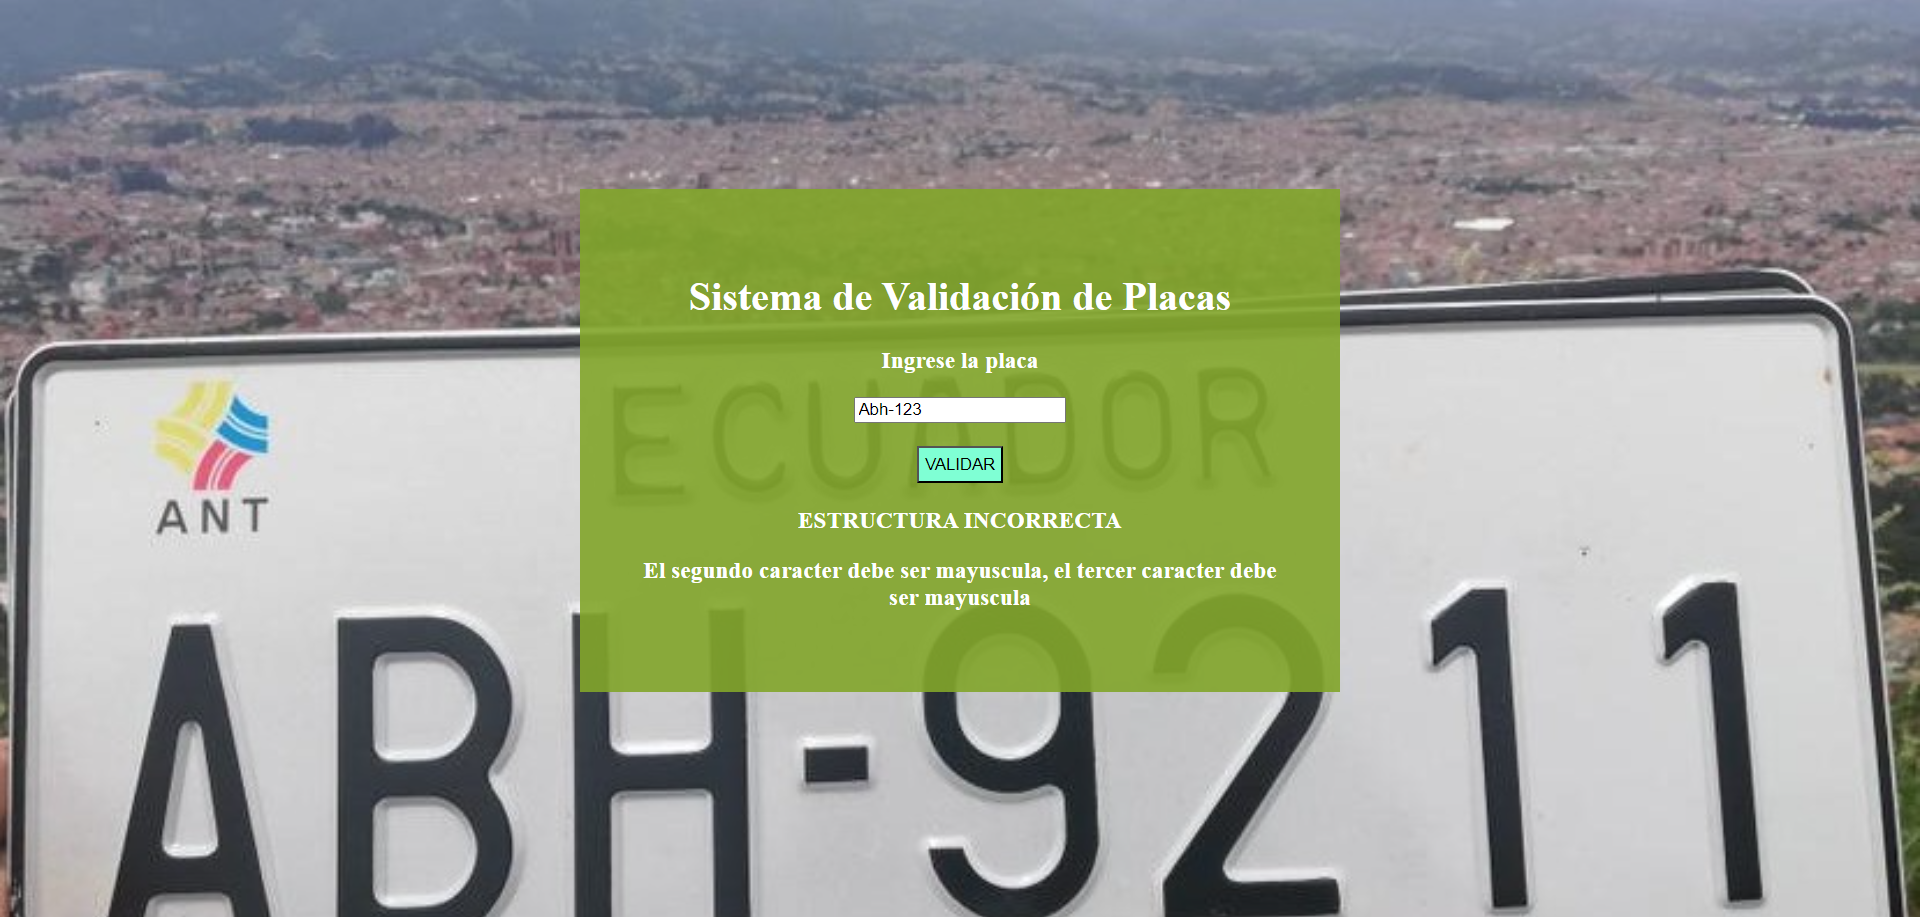 Sistema de Validación de Placas
Ingrese la placa
ECUADOR
Abh-123
VALIDAR
ANT
ESTRUCTURA INCORRECTA
El segundo caracter debe ser mayuscula, el tercer caracter debe
ser mayuscula
ABH-9211